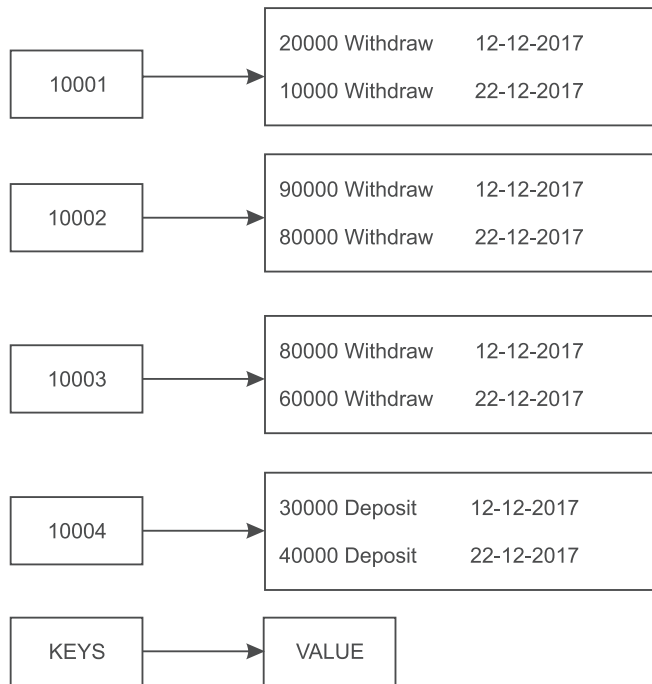 20000 Withdraw 12-12-2017
10001
10000 Withdraw 22-12-2017
90000 Withdraw 12-12-2017
10002
80000 Withdraw 22-12-2017
80000 Withdraw 12-12-2017
10003
60000 Withdraw 22-12-2017
30000 Deposit 12-12-2017
10004
40000 Deposit 22-12-2017
KEYS VALUE